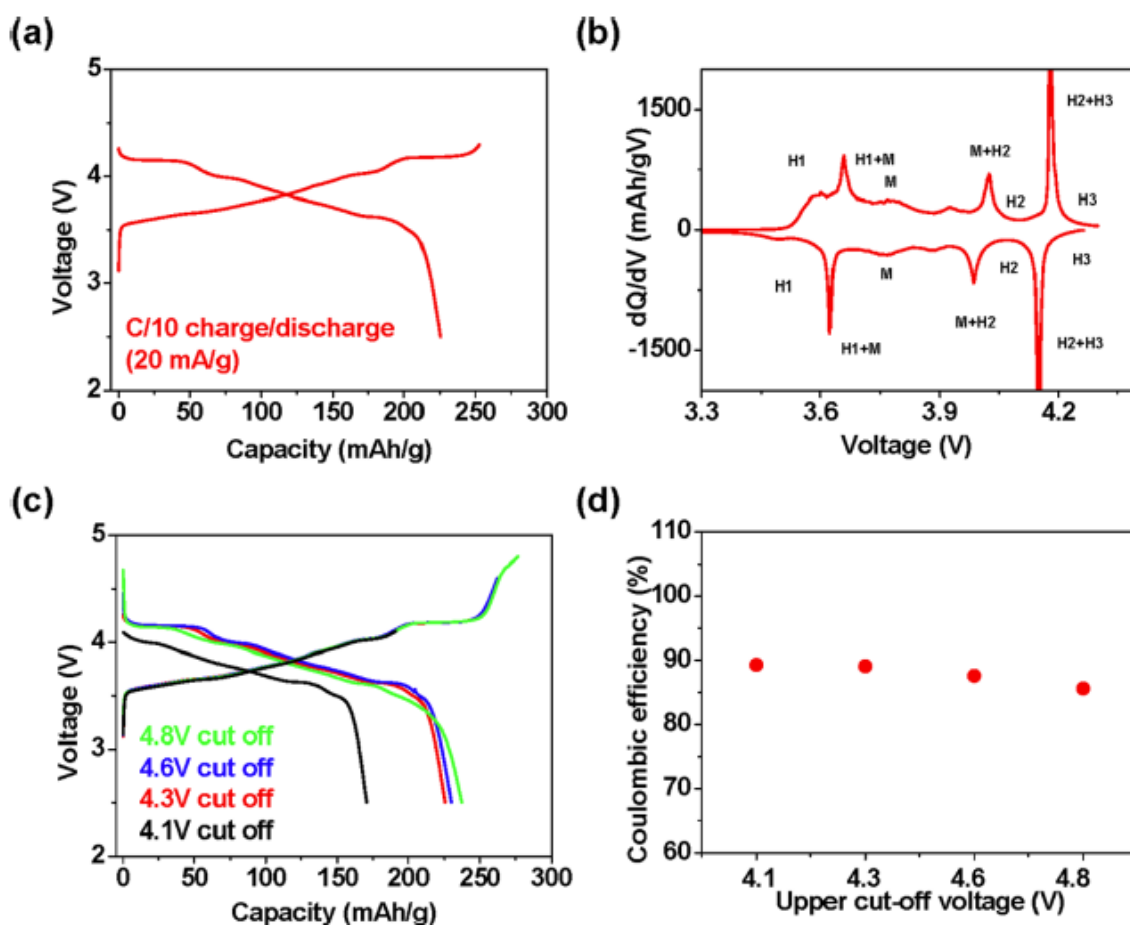 (a)
5
4
3
2
Voltage (V)
C/10 charge/discharge
(20 mA/g)
0 50 100 150 200 250 300
Capacity (mAh/g)
(b)
1500
0
-1500
dQ/dV (mAh/gV)
H1
H1+M
M
M+H2
H2
H2+H3
H3
H1
H1+M
M
M+H2
H2
H2+H3
H3
3.3 3.6 3.9 4.2
Voltage (V)
(c)
5
4
3
2
Voltage (V)
4.8V cut off
4.6V cut off
4.3V cut off
4.1V cut off
0 50 100 150 200 250 300
Capacity (mAh/g)
(d)
110
100
90
80
70
60
Coulombic efficiency (%)
4.1 4.3 4.6 4.8
Upper cut-off voltage (V)